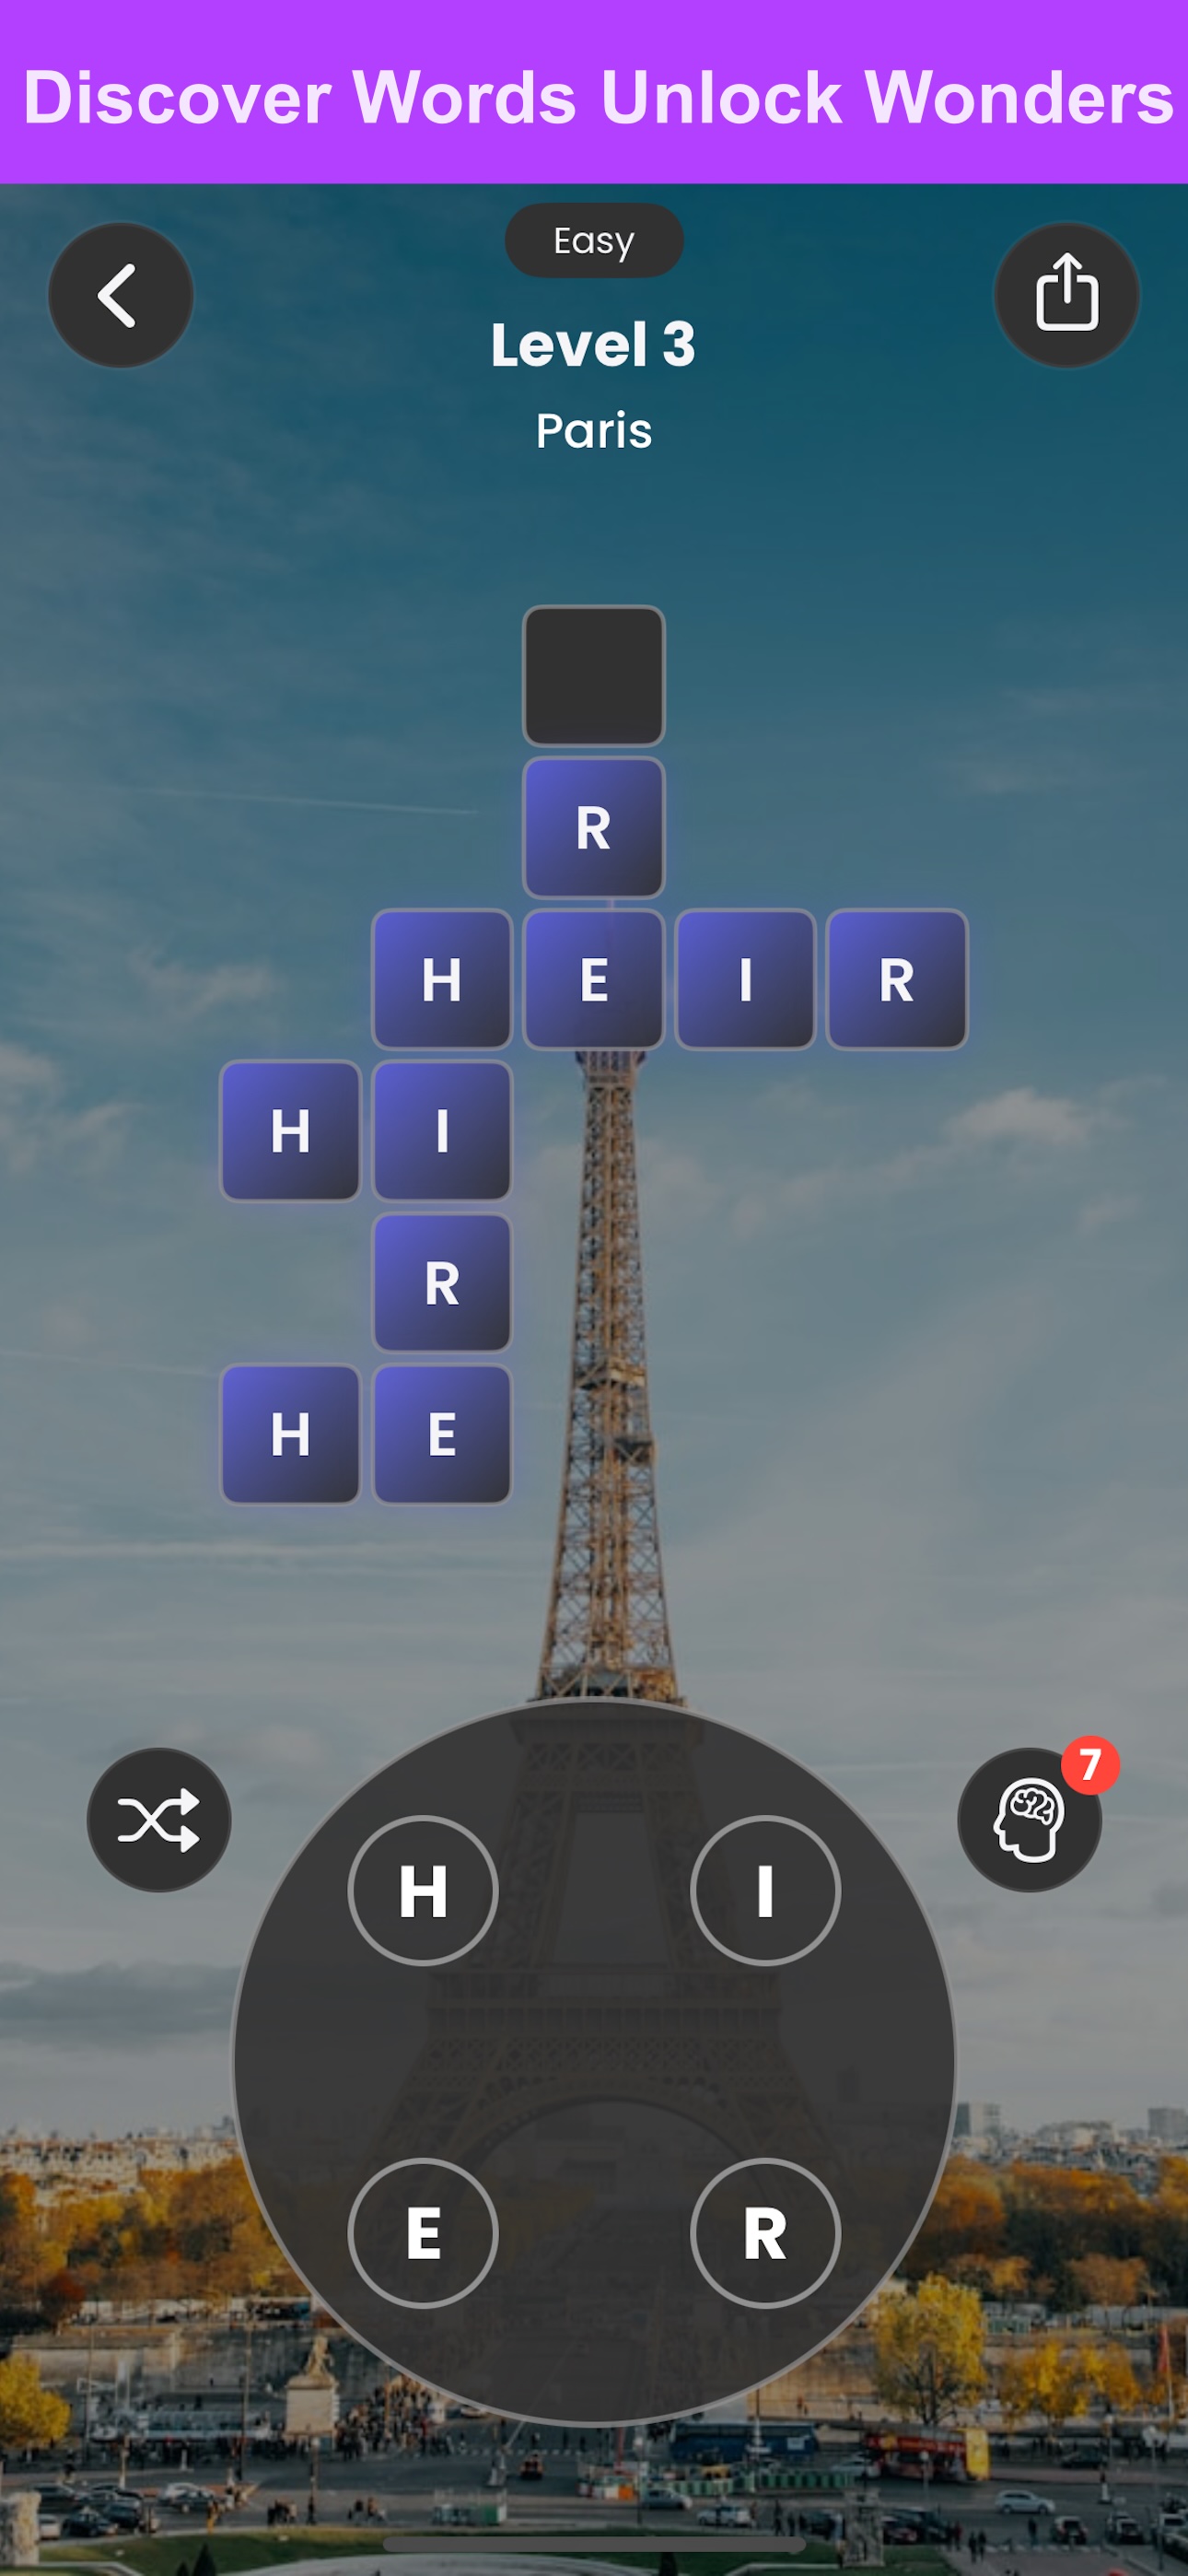 Discover Words Unlock Wonders
Easy
Level 3
Paris
R
H E I R
H I
R
H E
7
H I
E R